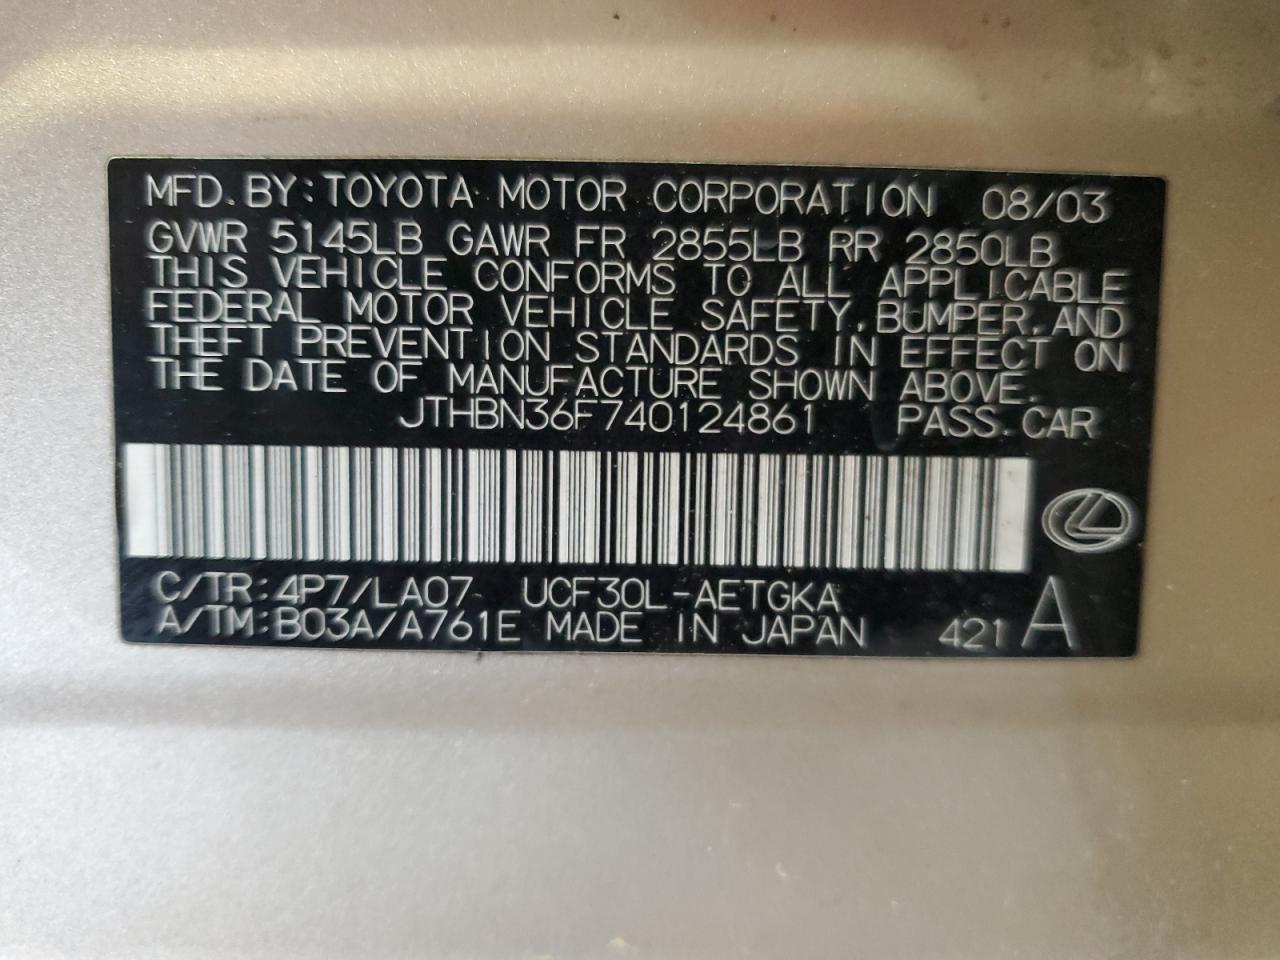 MFD. BY: TOYOTA MOTOR CORPORATION 08/03
GVWR 5145LB GAWR FR 2855LB RR 2850LB
THIS VEHICLE CONFORMS TO ALL APPLICABLE
FEDERAL MOTOR VEHICLE SAFETY, BUMPER, AND
THEFT PREVENTION STANDARDS IN EFFECT ON
THE DATE OF MANUFACTURE SHOWN ABOVE.
JTHBN36F740124861 PASS. CAR
C/TR: 4P7/LA07 UCF30L-AETGKA
A/TM: B03A/A761E MADE IN JAPAN 421 A